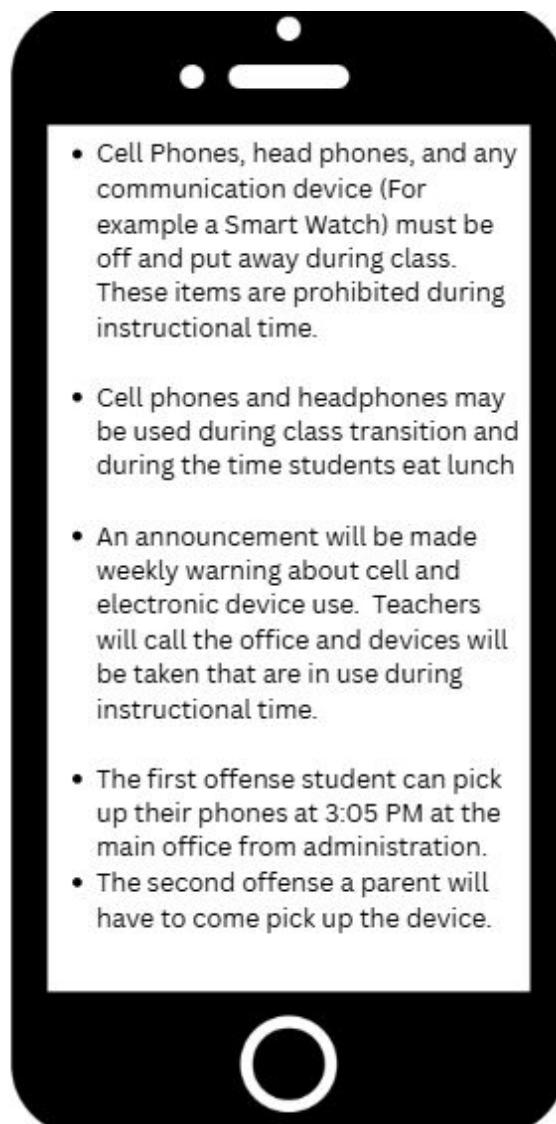 • Cell Phones, head phones, and any
communication device (For
example a Smart Watch) must be
off and put away during class.
These items are prohibited during
instructional time.
• Cell phones and headphones may
be used during class transition and
during the time students eat lunch
• An announcement will be made
weekly warning about cell and
electronic device use.  Teachers
will call the office and devices will
be taken that are in use during
instructional time.
• The first offense student can pick
up their phones at 3:05 PM at the
main office from administration.
• The second offense a parent will
have to come pick up the device.